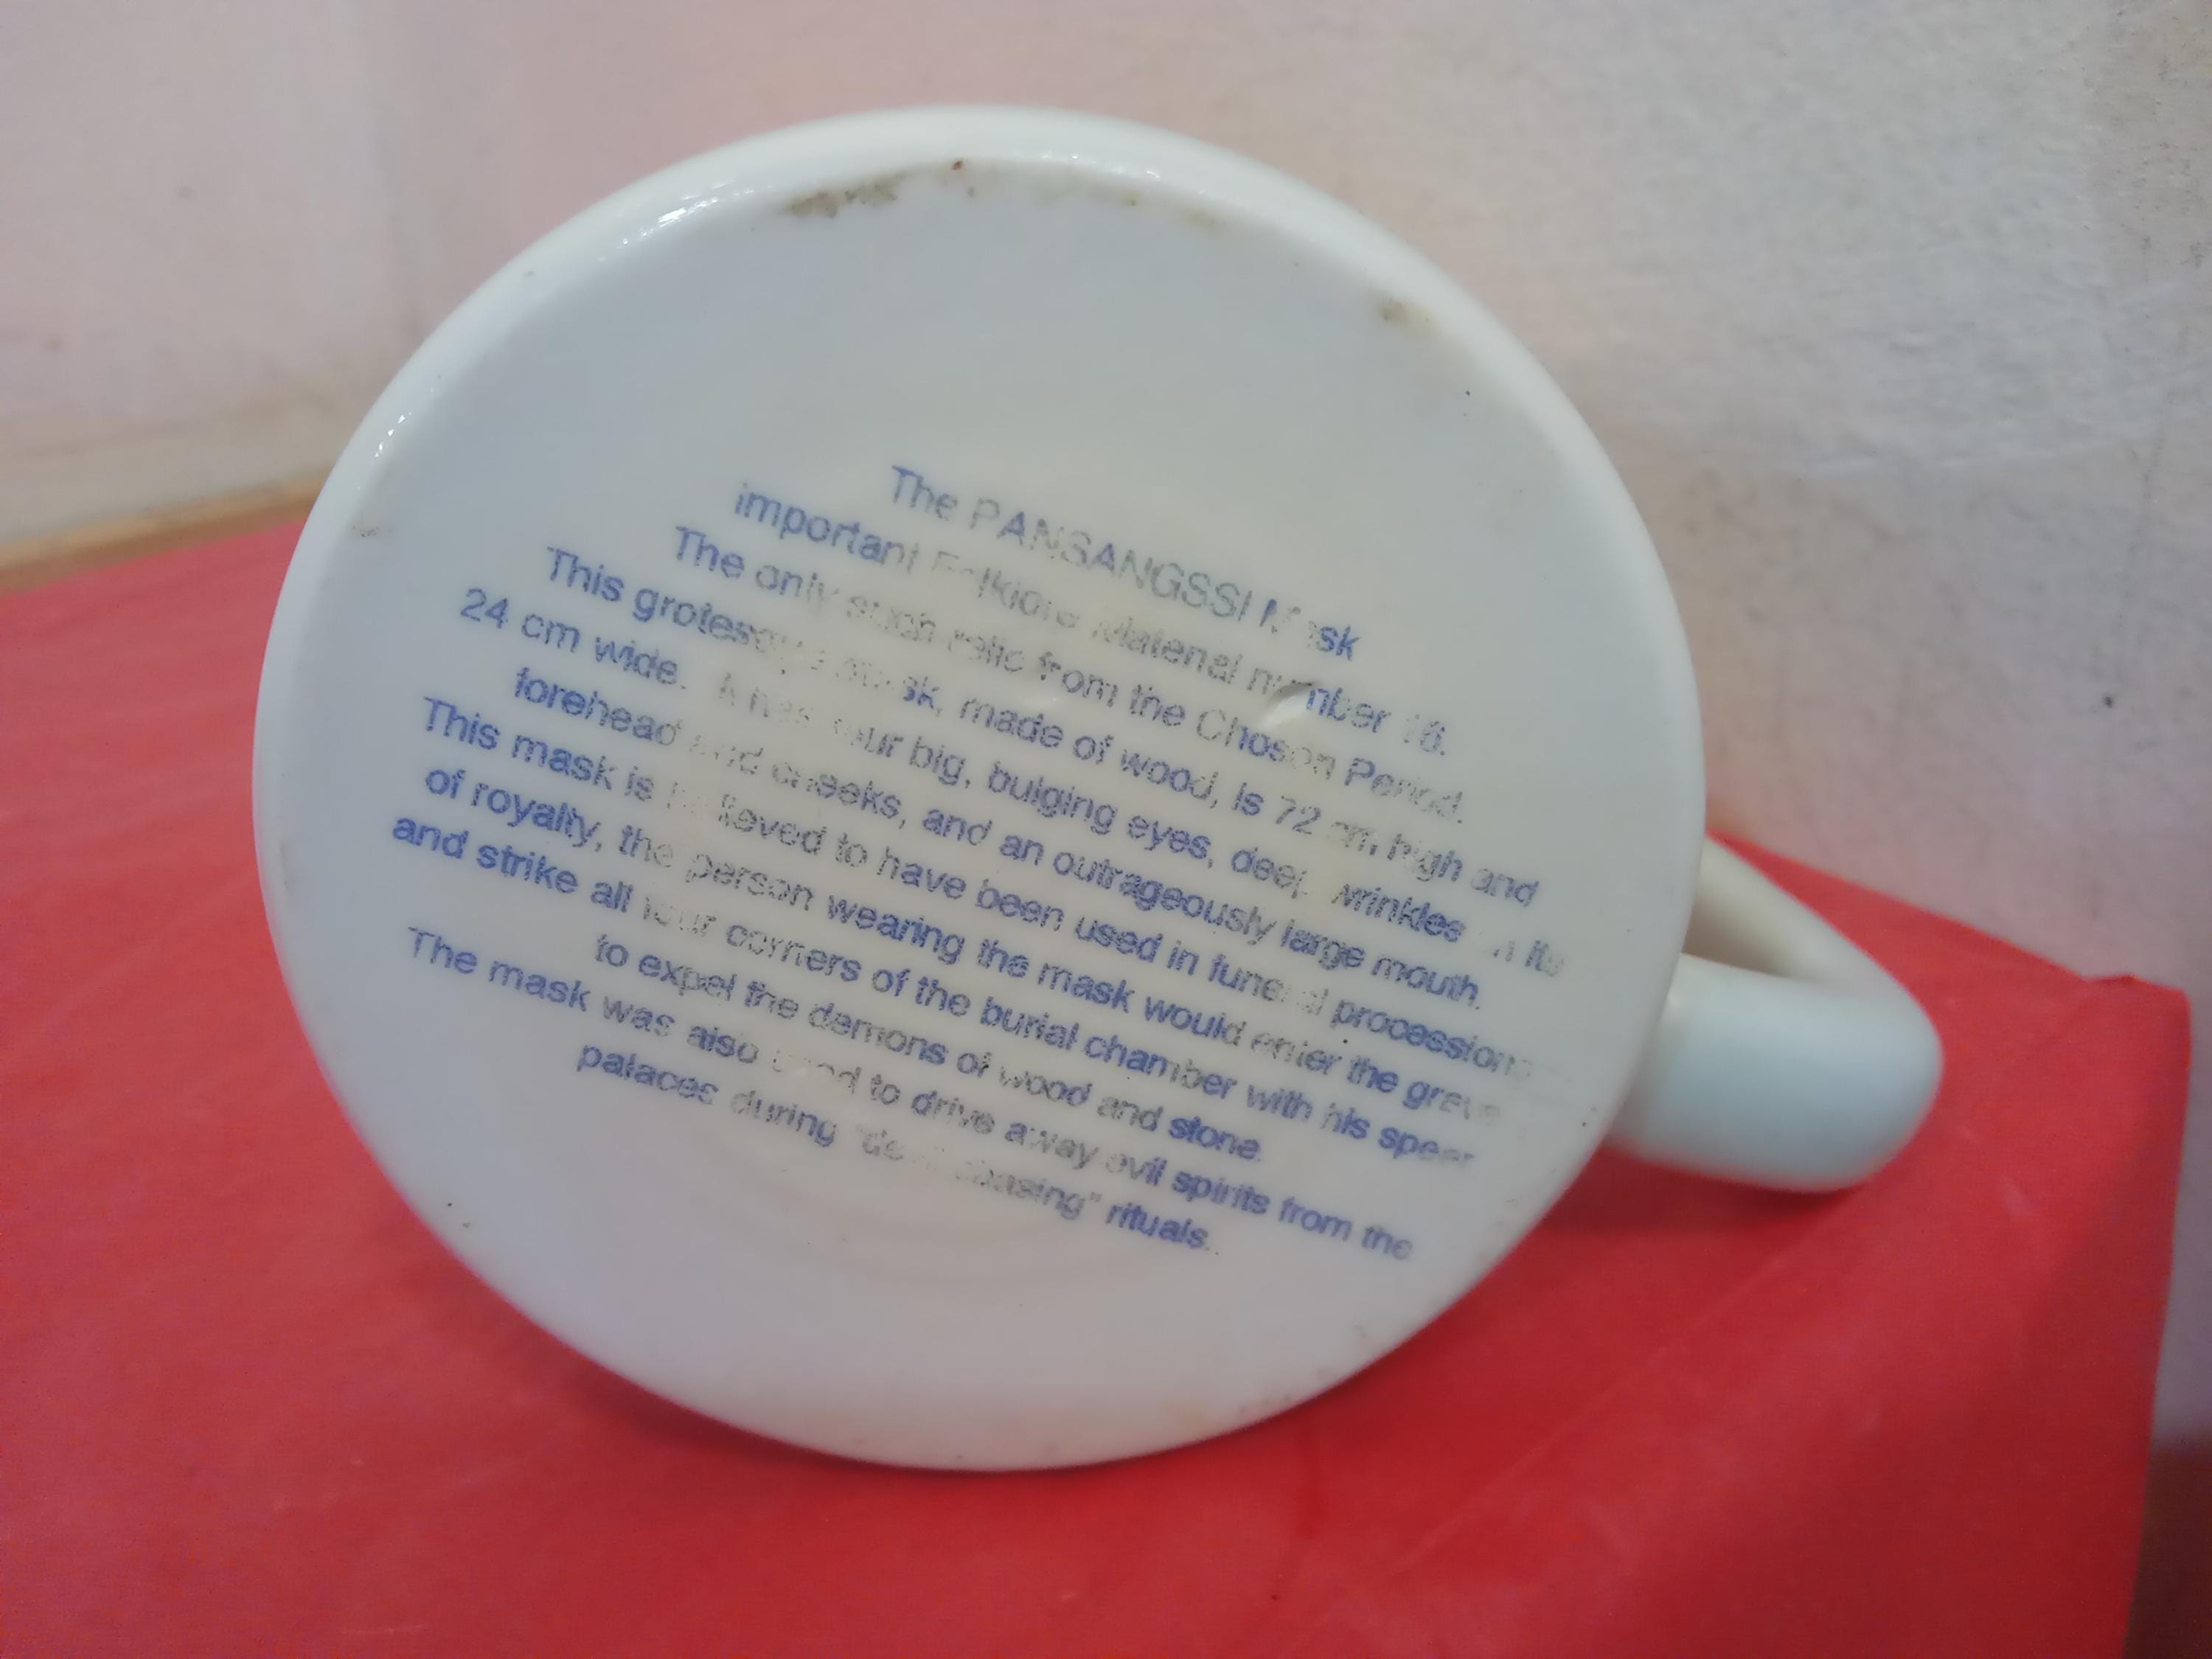 The PANSANGSSI Mask
important Folklore Material number 16.
The only such relic from the Choson Period.
This grotesque mask, made of wood, is 72 cm. high and
24 cm wide. It has four big, bulging eyes, deep wrinkles on its
forehead and cheeks, and an outrageously large mouth.
This mask is believed to have been used in funeral processions
of royalty, the person wearing the mask would enter the grave
and strike all four corners of the burial chamber with his spear
to expel the demons of wood and stone.
The mask was also used to drive away evil spirits from the
palaces during "devil chasing" rituals.